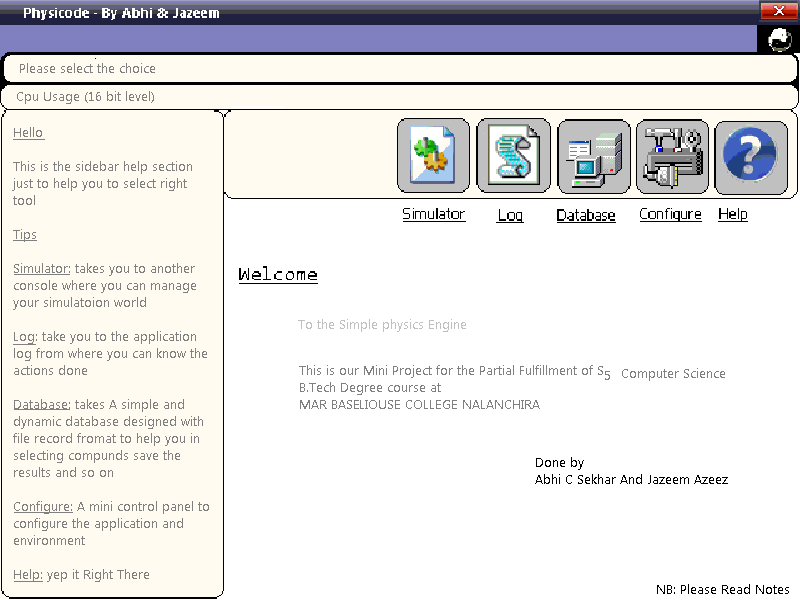 Physicode - By Abhi & Jazeem
Please select the choice
Cpu Usage (16 bit level)
Hello
This is the sidebar help section
just to help you to select right
tool
Tips
Simulator: takes you to another
console where you can manage
your simulatoion world
Log: take you to the application
log from where you can know the
actions done
Database: takes A simple and
dynamic database designed with
file record fromat to help you in
selecting compunds save the
results and so on
Configure: A mini control panel to
configure the application and
environment
Help: yep it Right There
Simulator Log Database Configure Help
Welcome
To the Simple physics Engine
This is our Mini Project for the Partial Fulfillment of S5 Computer Science
B.Tech Degree course at
MAR BASELIOUSE COLLEGE NALANCHIRA
Done by
Abhi C Sekhar And Jazeem Azeez
NB: Please Read Notes